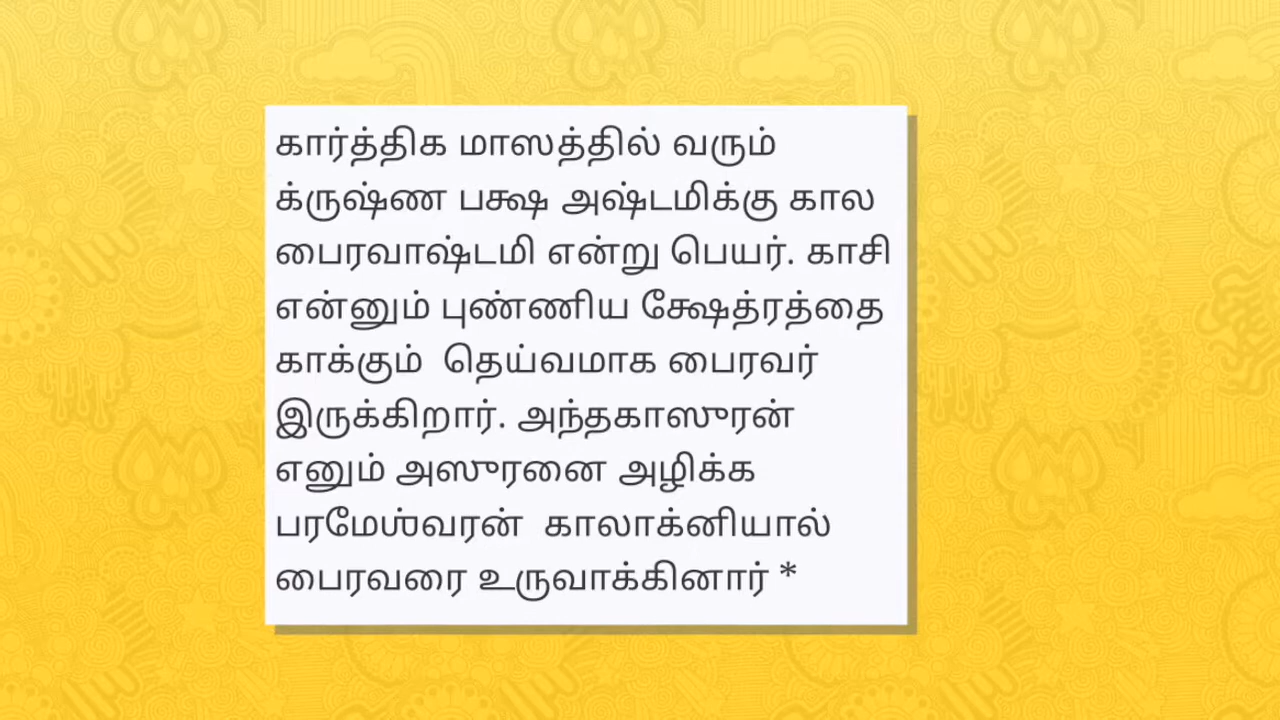 கார்த்திக மாஸத்தில் வரும்
க்ருஷ்ண பக்ஷ அஷ்டமிக்கு கால
பைரவாஷ்டமி என்று பெயர். காசி
என்னும் புண்ணிய க்ஷேத்ரத்தை
காக்கும்  தெய்வமாக பைரவர்
இருக்கிறார். அந்தகாஸுரன்
எனும் அஸுரனை அழிக்க
பரமேஶ்வரன்  காலாக்னியால்
பைரவரை உருவாக்கினார் *